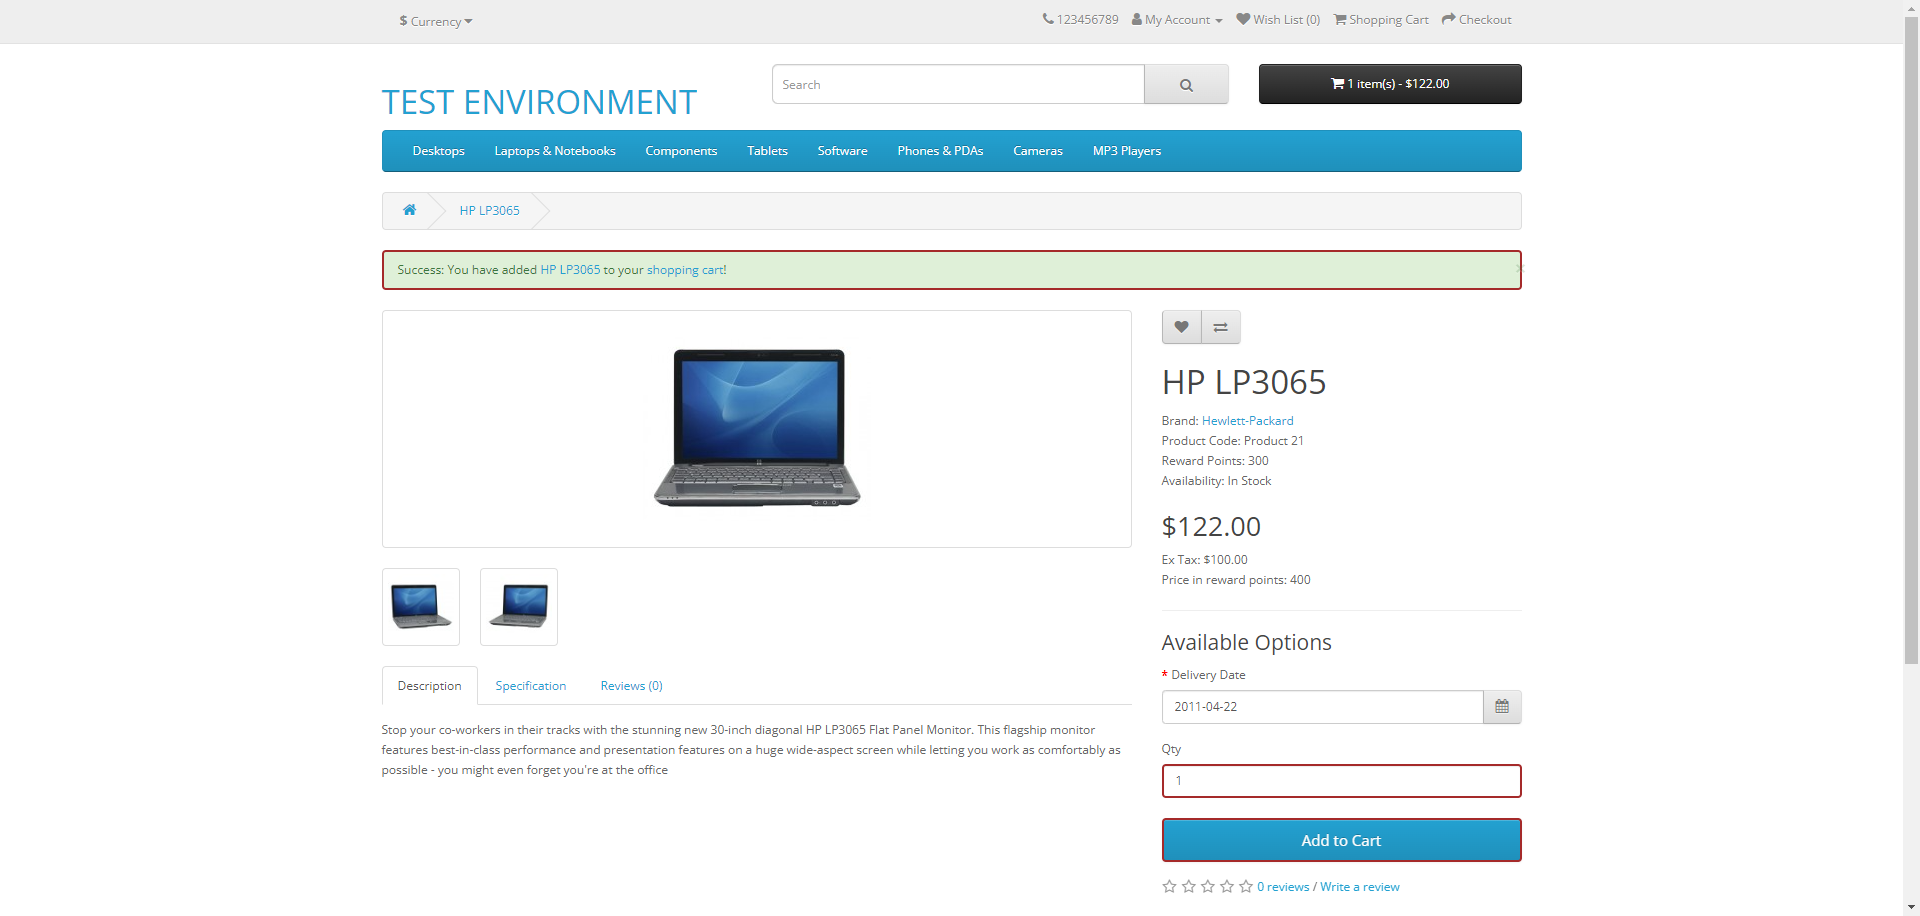 $ Currency
123456789 My Account Wish List (0) Shopping Cart Checkout
TEST ENVIRONMENT
Search
1 item(s) - $122.00
Desktops Laptops & Notebooks Components Tablets Software Phones & PDAs Cameras MP3 Players
HP LP3065
Success: You have added HP LP3065 to your shopping cart!
×
HP LP3065
Brand: Hewlett-Packard
Product Code: Product 21
Reward Points: 300
Availability: In Stock
$122.00
Ex Tax: $100.00
Price in reward points: 400
Available Options
* Delivery Date
2011-04-22
Qty
1
Add to Cart
0 reviews / Write a review
Description Specification Reviews (0)
Stop your co-workers in their tracks with the stunning new 30-inch diagonal HP LP3065 Flat Panel Monitor. This flagship monitor
features best-in-class performance and presentation features on a huge wide-aspect screen while letting you work as comfortably as
possible - you might even forget you're at the office